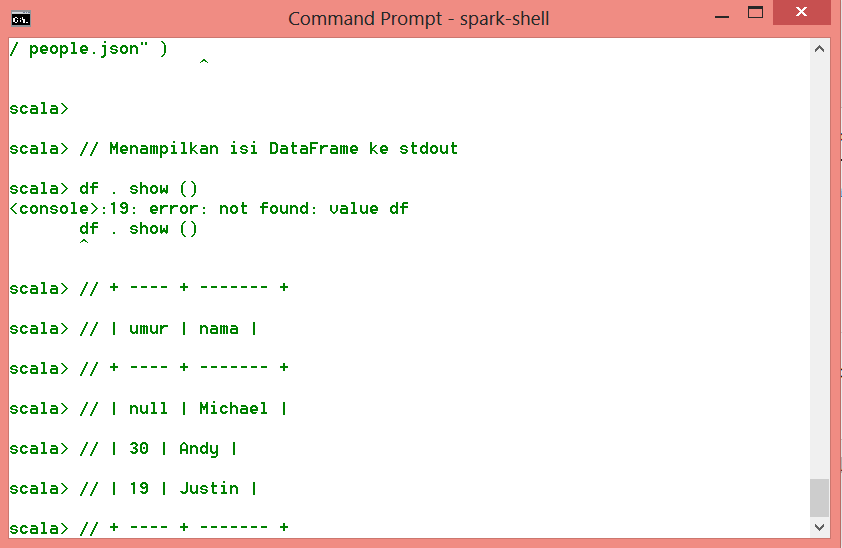 C:\.
Command Prompt - spark-shell
/ people.json" )
^
scala>
scala> // Menampilkan isi DataFrame ke stdout
scala> df . show ()
<console>:19: error: not found: value df
df . show ()
^
scala> // + ---- + ------- +
scala> // | umur | nama |
scala> // + ---- + ------- +
scala> // | null | Michael |
scala> // | 30 | Andy |
scala> // | 19 | Justin |
scala> // + ---- + ------- +